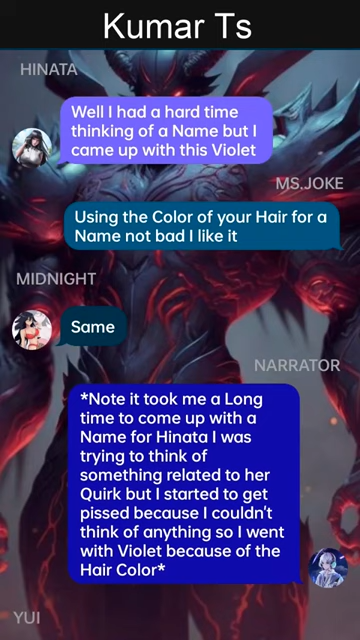 Kumar Ts
HINATA
Well I had a hard time
thinking of a Name but I
came up with this Violet
MS.JOKE
Using the Color of your Hair for a
Name not bad I like it
MIDNIGHT
Same
NARRATOR
*Note it took me a Long
time to come up with a
Name for Hinata I was
trying to think of
something related to her
Quirk but I started to get
pissed because I couldn't
think of anything so I went
with Violet because of the
Hair Color*
YUI